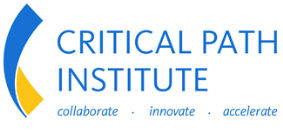 CRITICAL PATH
INSTITUTE
collaborate · innovate · accelerate